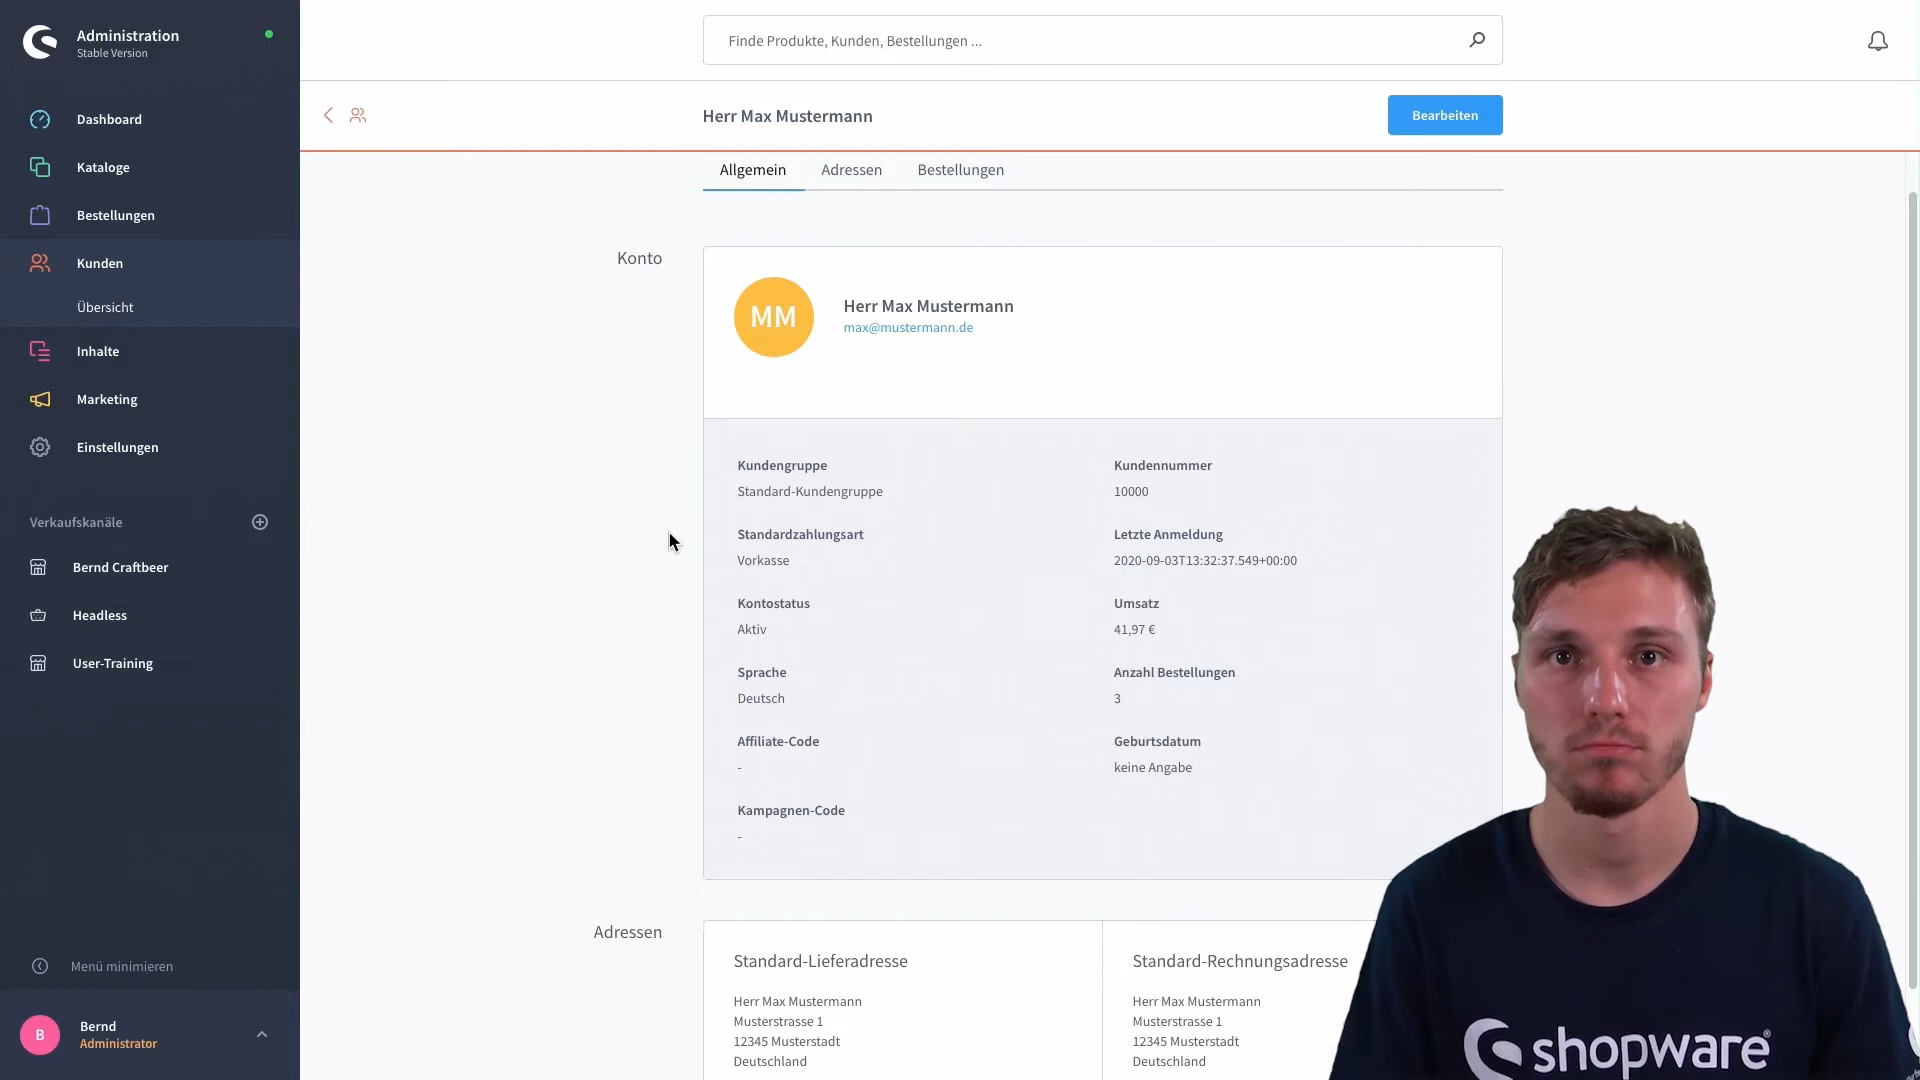 Administration
Stable Version
Finde Produkte, Kunden, Bestellungen ...
Herr Max Mustermann
Bearbeiten
Dashboard
Kataloge
Bestellungen
Kunden
Übersicht
Inhalte
Marketing
Einstellungen
Verkaufskanäle
Bernd Craftbeer
Headless
User-Training
Menü minimieren
B
Bernd
Administrator
Allgemein
Adressen
Bestellungen
Konto
MM
Herr Max Mustermann
max@mustermann.de
Kundengruppe
Standard-Kundengruppe
Kundennummer
10000
Standardzahlungsart
Vorkasse
Letzte Anmeldung
2020-09-03T13:32:37.549+00:00
Kontostatus
Aktiv
Umsatz
41,97 €
Sprache
Deutsch
Anzahl Bestellungen
3
Affiliate-Code
-
Geburtsdatum
keine Angabe
Kampagnen-Code
-
Adressen
Standard-Lieferadresse
Herr Max Mustermann
Musterstrasse 1
12345 Musterstadt
Deutschland
Standard-Rechnungsadresse
Herr Max Mustermann
Musterstrasse 1
12345 Musterstadt
Deutschland
shopware®